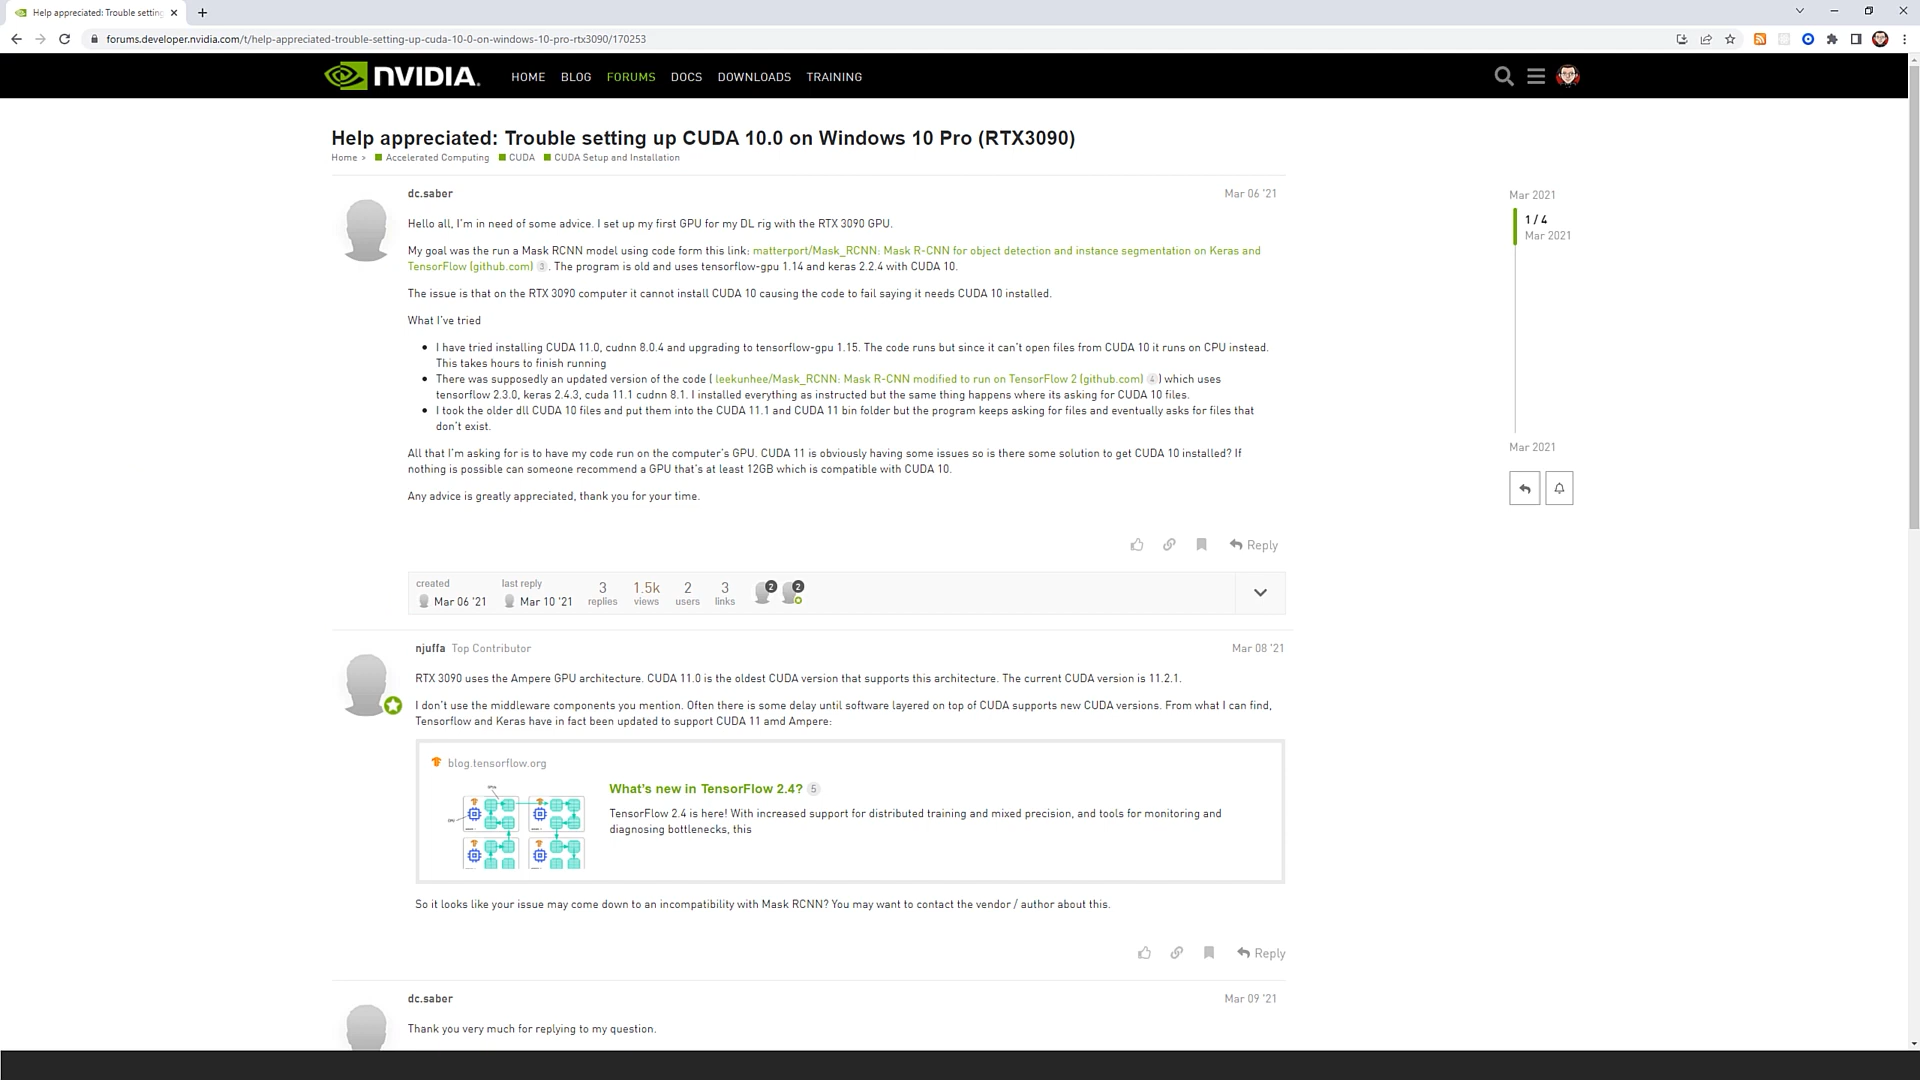 Help appreciated: Trouble setting
forums.developer.nvidia.com/t/help-appreciated-trouble-setting-up-cuda-10-0-on-windows-10-pro-rtx3090/170253
NVIDIA. HOME BLOG FORUMS DOCS DOWNLOADS TRAINING
Help appreciated: Trouble setting up CUDA 10.0 on Windows 10 Pro (RTX3090)
Home > Accelerated Computing CUDA CUDA Setup and Installation
dc.saber Mar 06 '21
Hello all, I'm in need of some advice. I set up my first GPU for my DL rig with the RTX 3090 GPU.
My goal was the run a Mask RCNN model using code form this link: matterport/Mask_RCNN: Mask R-CNN for object detection and instance segmentation on Keras and
TensorFlow (github.com) 3 . The program is old and uses tensorflow-gpu 1.14 and keras 2.2.4 with CUDA 10.
The issue is that on the RTX 3090 computer it cannot install CUDA 10 causing the code to fail saying it needs CUDA 10 installed.
What I've tried
• I have tried installing CUDA 11.0, cudnn 8.0.4 and upgrading to tensorflow-gpu 1.15. The code runs but since it can't open files from CUDA 10 it runs on CPU instead.
This takes hours to finish running
• There was supposedly an updated version of the code ( leekunhee/Mask_RCNN: Mask R-CNN modified to run on TensorFlow 2 (github.com) 4 ) which uses
tensorflow 2.3.0, keras 2.4.3, cuda 11.1 cudnn 8.1. I installed everything as instructed but the same thing happens where its asking for CUDA 10 files.
• I took the older dll CUDA 10 files and put them into the CUDA 11.1 and CUDA 11 bin folder but the program keeps asking for files and eventually asks for files that
don't exist.
All that I'm asking for is to have my code run on the computer's GPU. CUDA 11 is obviously having some issues so is there some solution to get CUDA 10 installed? If
nothing is possible can someone recommend a GPU that's at least 12GB which is compatible with CUDA 10.
Any advice is greatly appreciated, thank you for your time.
Reply
created last reply 3 1.5k 2 3 2 2
Mar 06 '21 Mar 10 '21 replies views users links
Mar 2021
1 / 4
Mar 2021
Mar 2021
njuffa Top Contributor Mar 08 '21
RTX 3090 uses the Ampere GPU architecture. CUDA 11.0 is the oldest CUDA version that supports this architecture. The current CUDA version is 11.2.1.
I don't use the middleware components you mention. Often there is some delay until software layered on top of CUDA supports new CUDA versions. From what I can find,
Tensorflow and Keras have in fact been updated to support CUDA 11 amd Ampere:
blog.tensorflow.org
What's new in TensorFlow 2.4? 5
TensorFlow 2.4 is here! With increased support for distributed training and mixed precision, and tools for monitoring and
diagnosing bottlenecks, this
So it looks like your issue may come down to an incompatibility with Mask RCNN? You may want to contact the vendor / author about this.
Reply
dc.saber Mar 09 '21
Thank you very much for replying to my question.